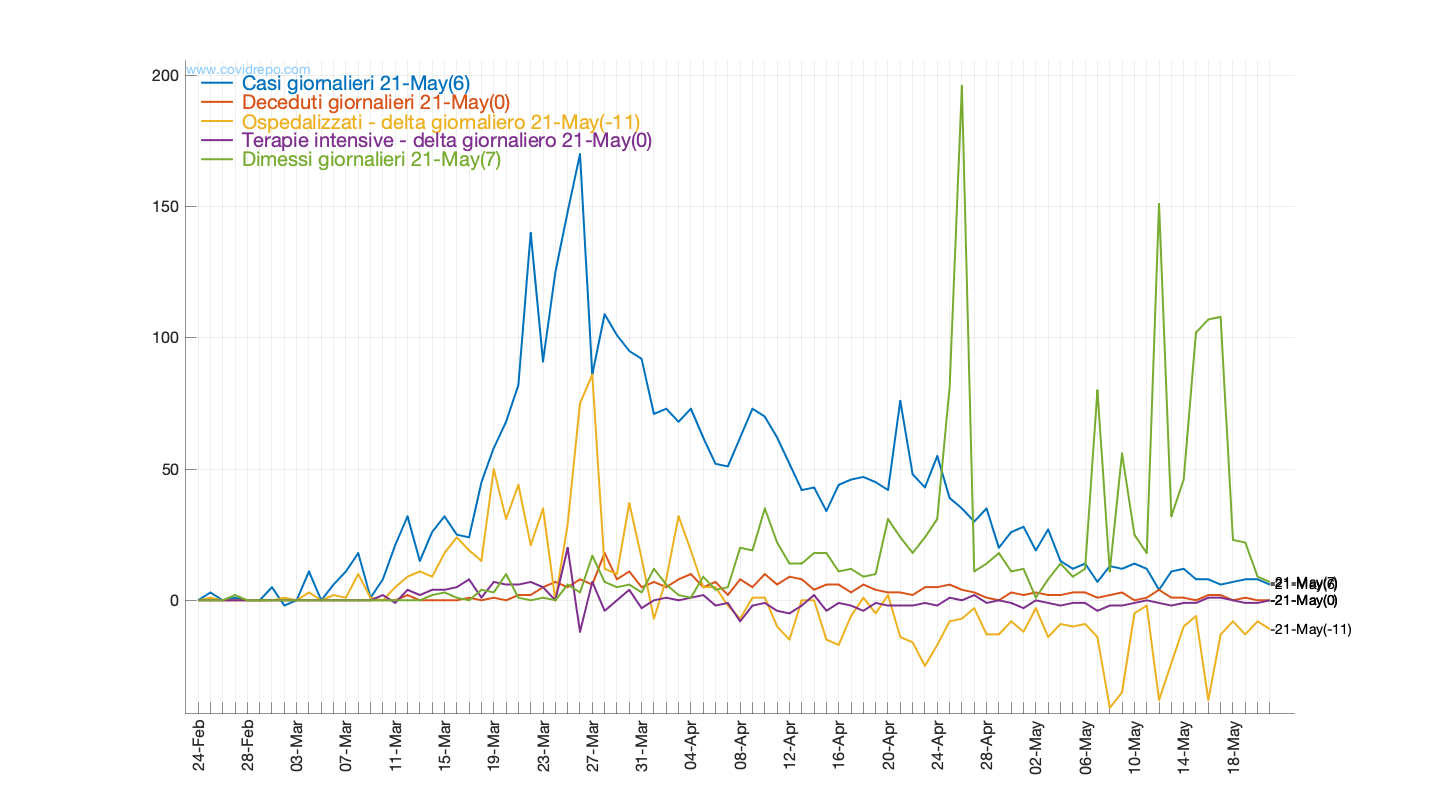 www.covidrepo.com
200
Casi giornalieri 21-May(6)
Deceduti giornalieri 21-May(0)
Ospedalizzati - delta giornaliero 21-May(-11)
Terapie intensive - delta giornaliero 21-May(0)
Dimessi giornalieri 21-May(7)
150
100
50
0
-21-May(0)
-21-May(-11)
24-Feb
28-Feb
03-Mar
07-Mar
11-Mar
15-Mar
19-Mar
23-Mar
27-Mar
31-Mar
04-Apr
08-Apr
12-Apr
16-Apr
20-Apr
24-Apr
28-Apr
02-May
06-May
10-May
14-May
18-May